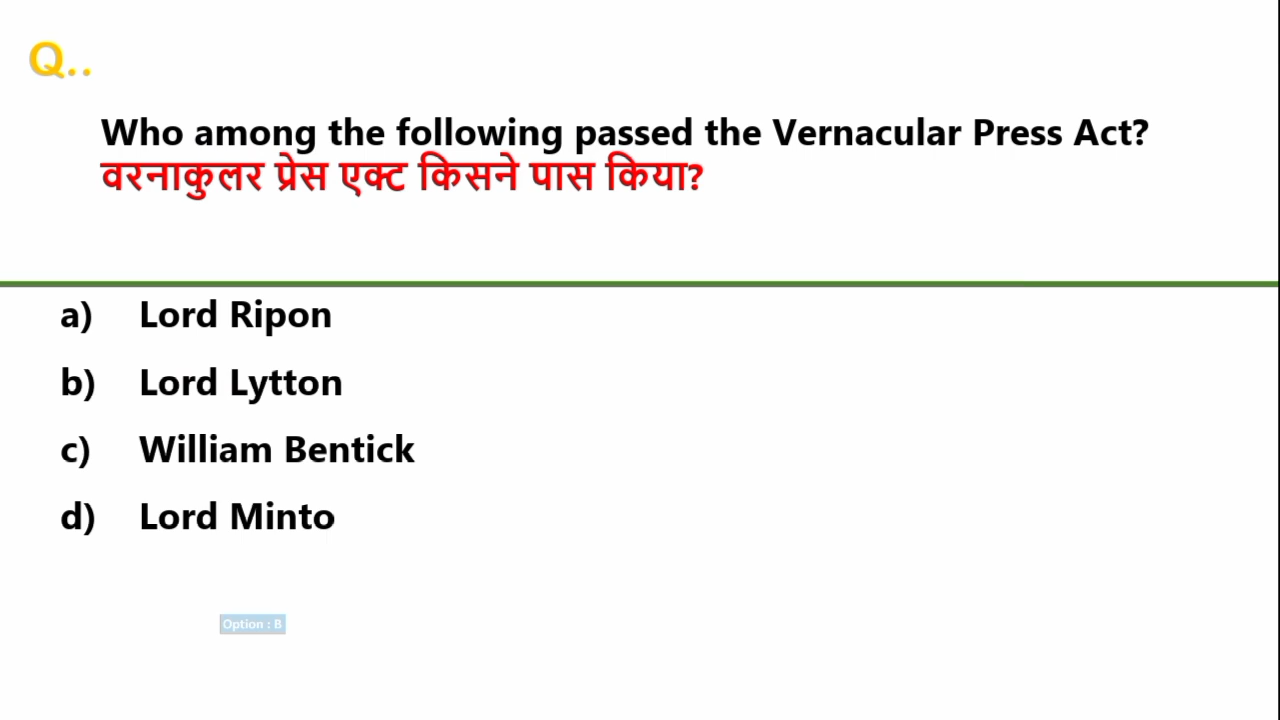 Q..
Who among the following passed the Vernacular Press Act?
वरनाकुलर प्रेस एक्ट किसने पास किया?
a) Lord Ripon
b) Lord Lytton
c) William Bentick
d) Lord Minto
Option : B